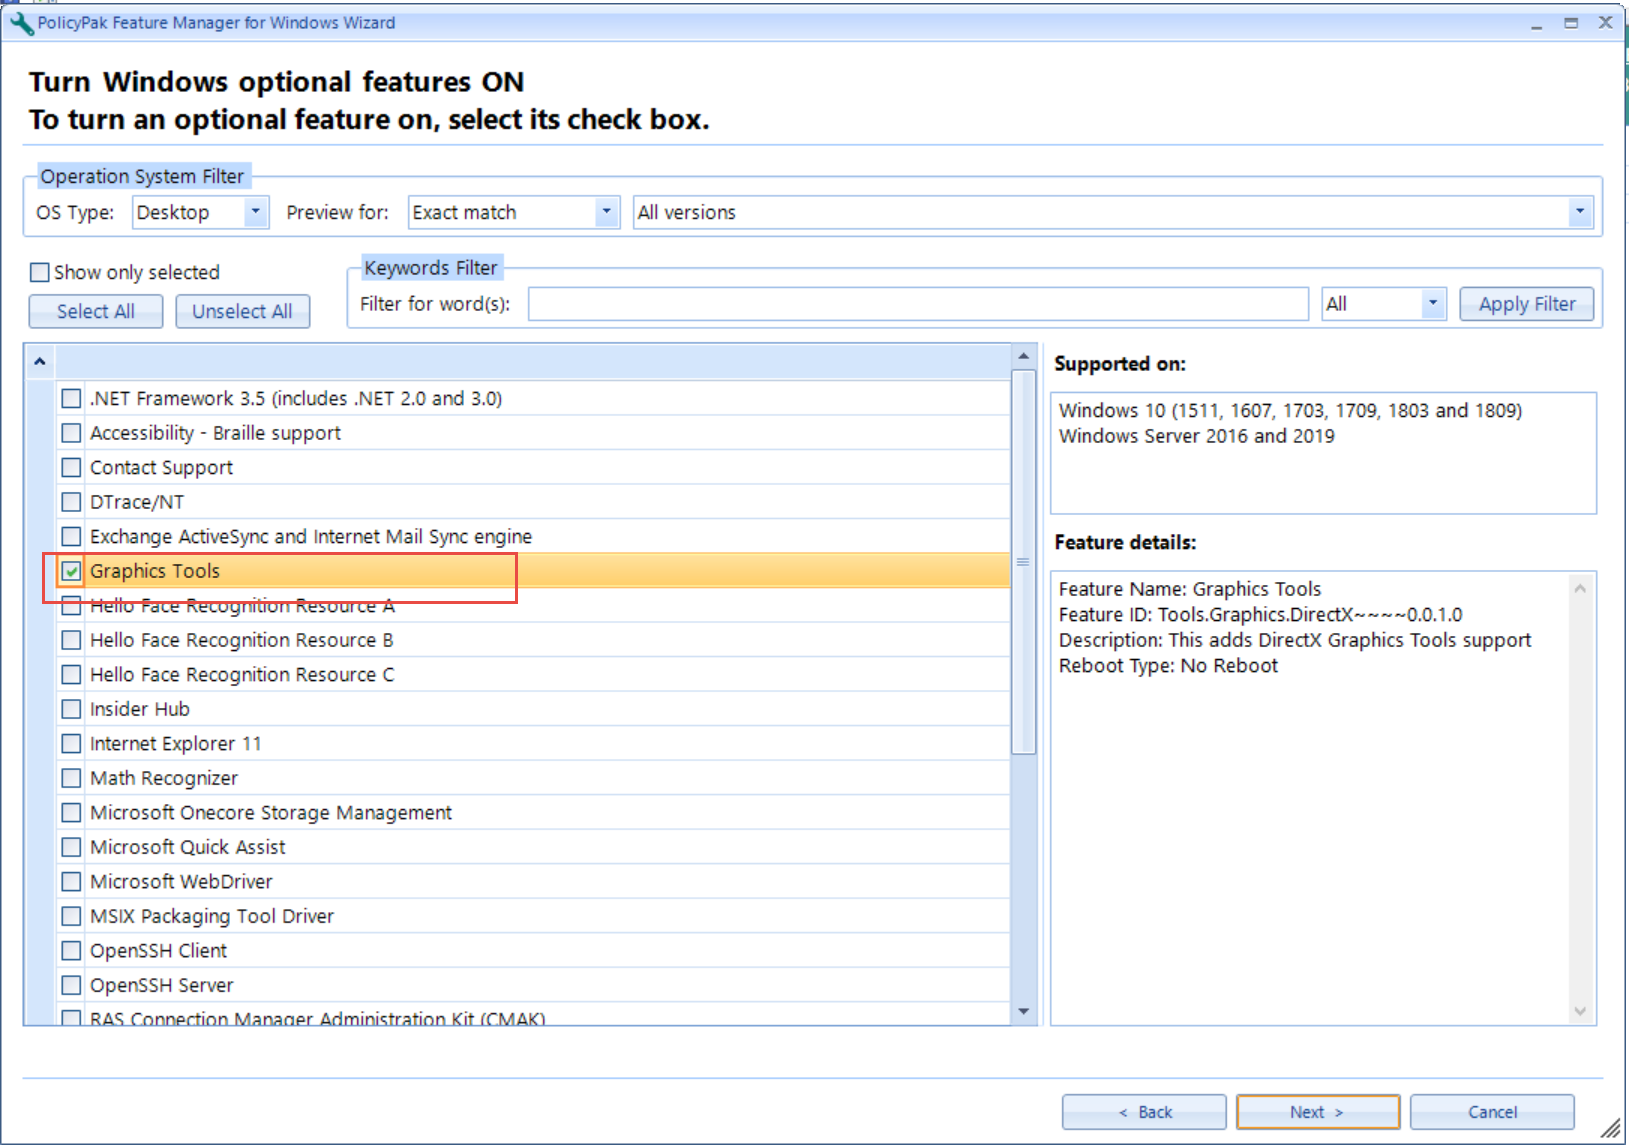 PolicyPak Feature Manager for Windows Wizard
Turn Windows optional features ON
To turn an optional feature on, select its check box.
Operation System Filter
OS Type: Desktop Preview for: Exact match All versions
Show only selected
Select All Unselect All
Keywords Filter
Filter for word(s): All Apply Filter
.NET Framework 3.5 (includes .NET 2.0 and 3.0)
Accessibility - Braille support
Contact Support
DTrace/NT
Exchange ActiveSync and Internet Mail Sync engine
Graphics Tools
Hello Face Recognition Resource A
Hello Face Recognition Resource B
Hello Face Recognition Resource C
Insider Hub
Internet Explorer 11
Math Recognizer
Microsoft Onecore Storage Management
Microsoft Quick Assist
Microsoft WebDriver
MSIX Packaging Tool Driver
OpenSSH Client
OpenSSH Server
RAS Connection Manager Administration Kit (CMAK)
Supported on:
Windows 10 (1511, 1607, 1703, 1709, 1803 and 1809)
Windows Server 2016 and 2019
Feature details:
Feature Name: Graphics Tools
Feature ID: Tools.Graphics.DirectX~~~~0.0.1.0
Description: This adds DirectX Graphics Tools support
Reboot Type: No Reboot
< Back Next > Cancel